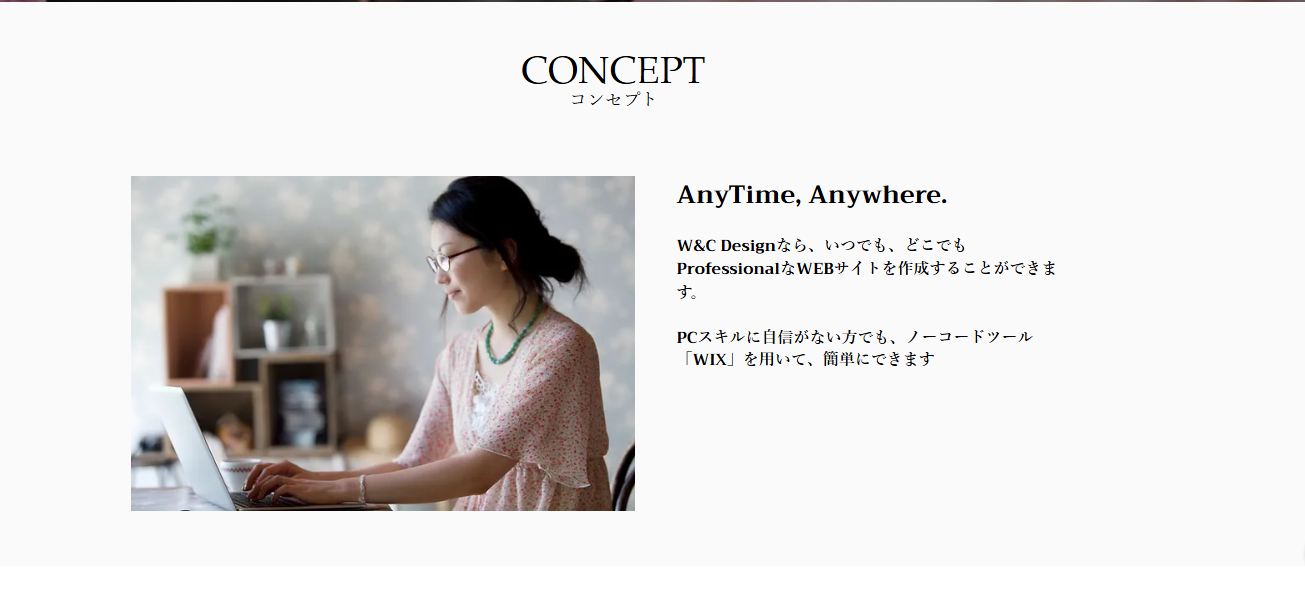 CONCEPT
コンセプト
AnyTime, Anywhere.
W&C Designなら、いつでも、どこでも
ProfessionalなWEBサイトを作成することができま
す。
PCスキルに自信がない方でも、ノーコードツール
「WIX」を用いて、簡単にできます